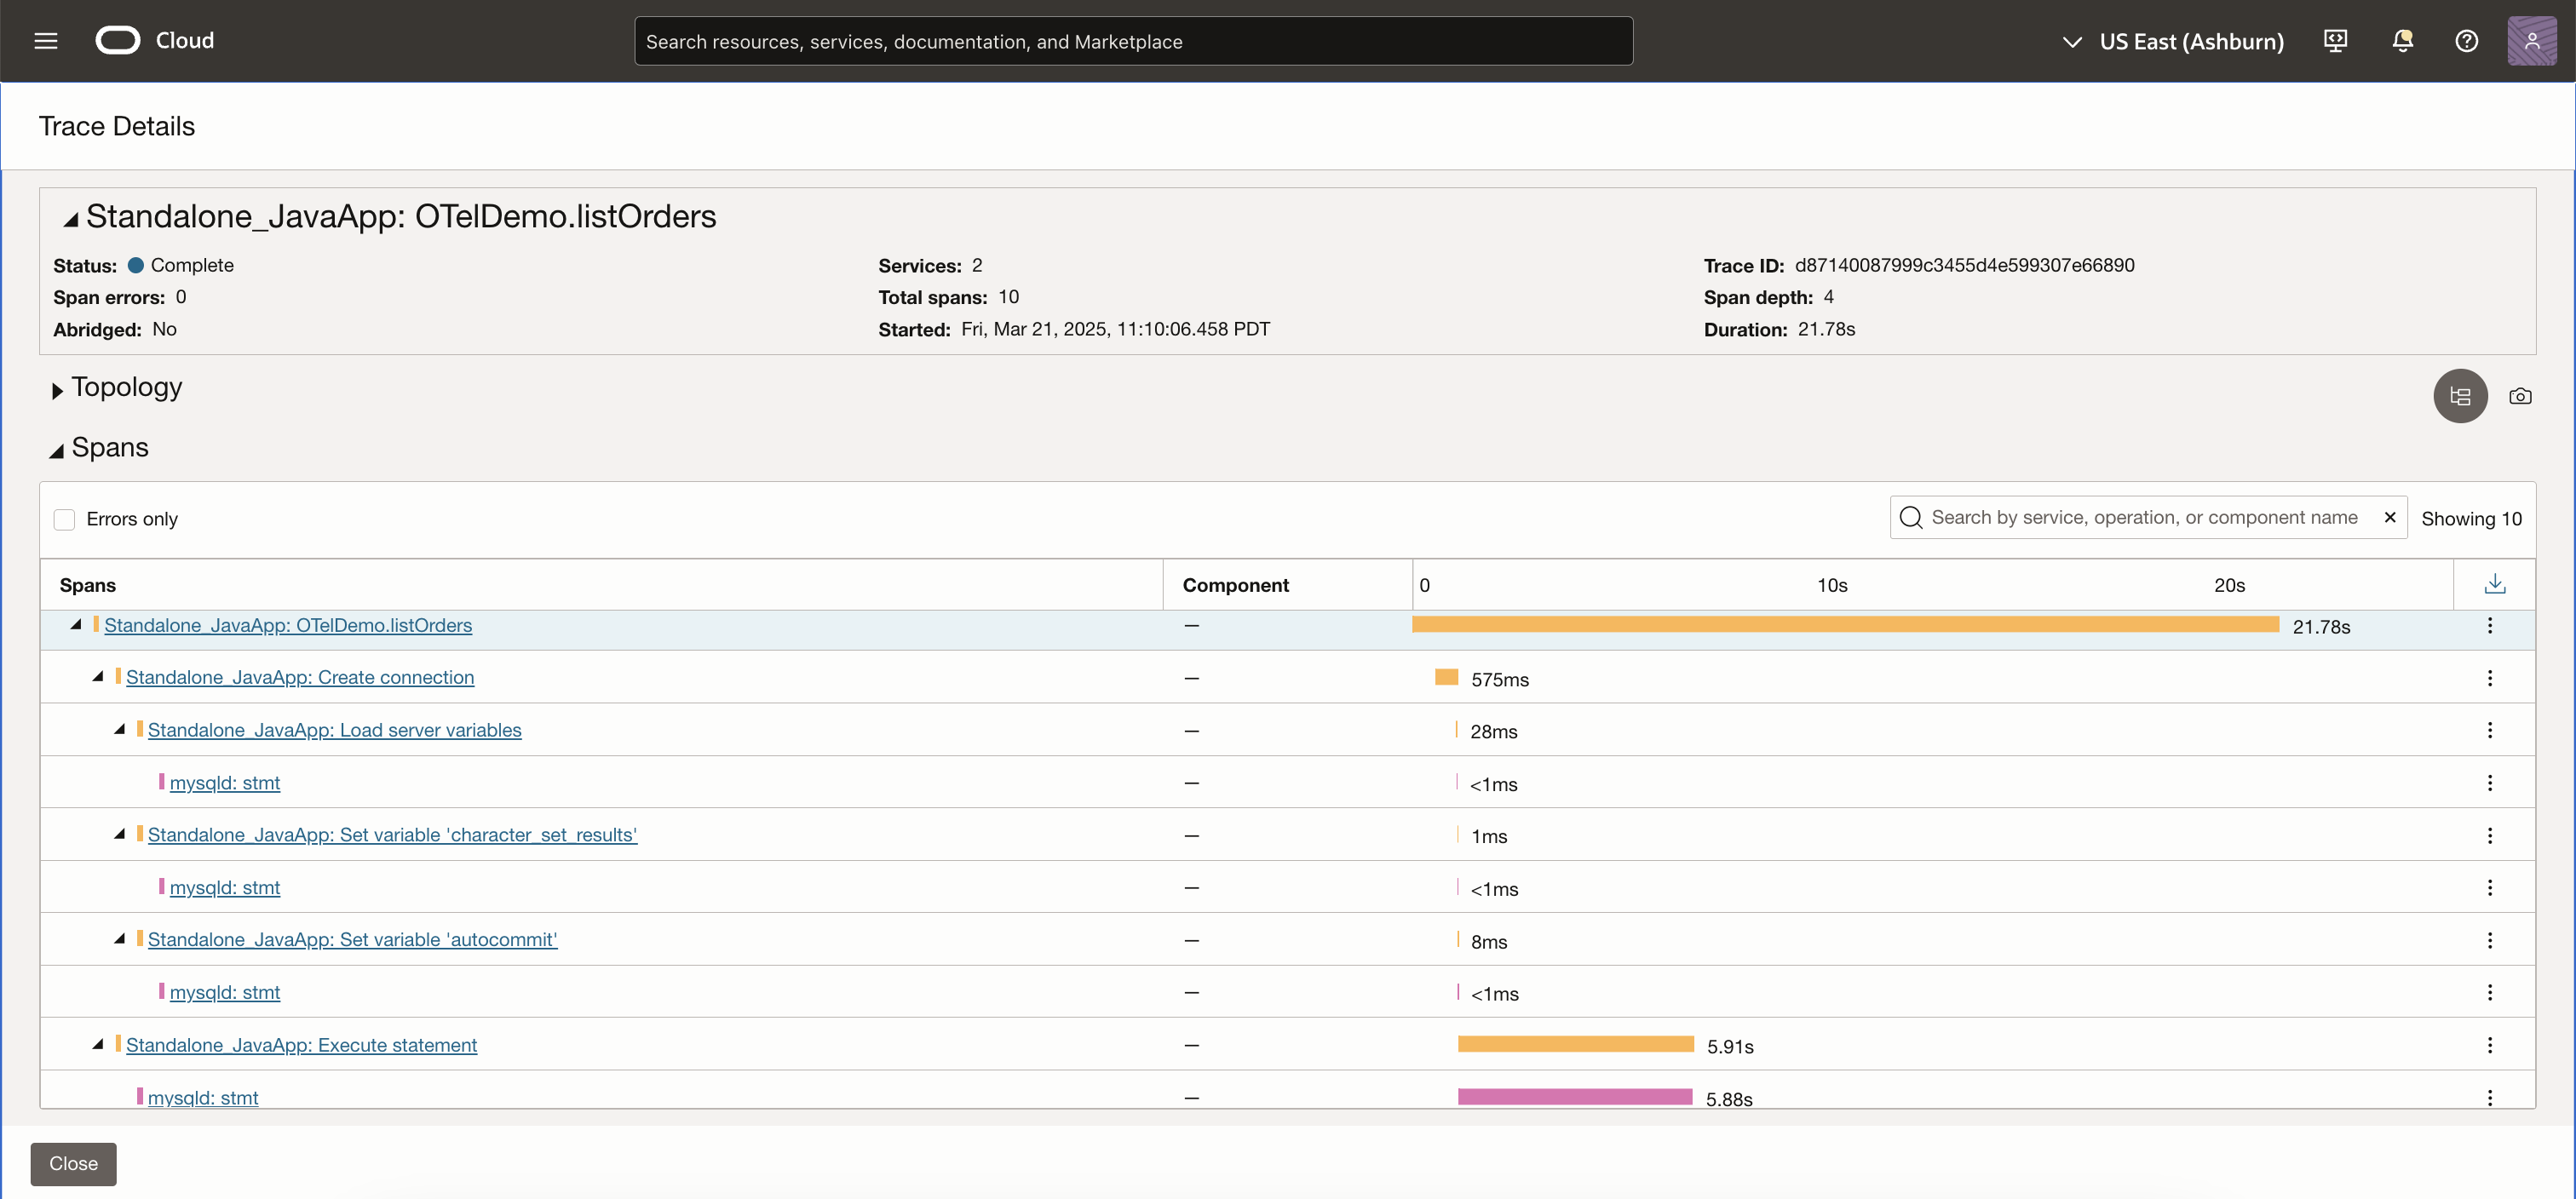 Cloud
Search resources, services, documentation, and Marketplace
US East (Ashburn)
Trace Details
Standalone_JavaApp: OTelDemo.listOrders
Status: Complete
Services: 2
Trace ID: d87140087999c3455d4e599307e66890
Span errors: 0
Total spans: 10
Span depth: 4
Abridged: No
Started: Fri, Mar 21, 2025, 11:10:06.458 PDT
Duration: 21.78s
Topology
Spans
Errors only
Search by service, operation, or component name
Showing 10
Spans Component 0 10s 20s
Standalone_JavaApp: OTelDemo.listOrders — 21.78s
Standalone_JavaApp: Create connection — 575ms
Standalone_JavaApp: Load server variables — 28ms
mysqld: stmt — <1ms
Standalone_JavaApp: Set variable 'character_set_results' — 1ms
mysqld: stmt — <1ms
Standalone_JavaApp: Set variable 'autocommit' — 8ms
mysqld: stmt — <1ms
Standalone_JavaApp: Execute statement — 5.91s
mysqld: stmt — 5.88s
Close